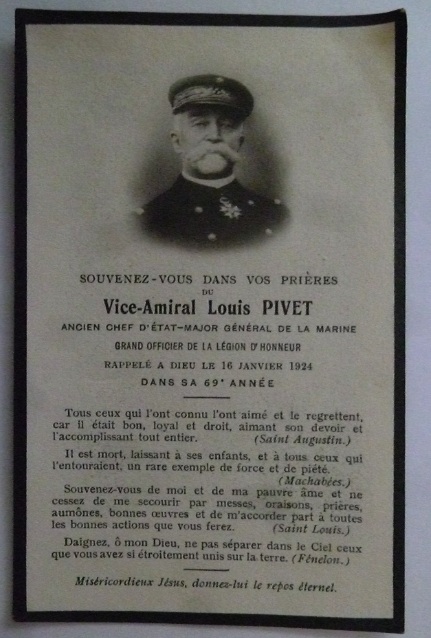 SOUVENEZ-VOUS DANS VOS PRIÈRES
DU
Vice-Amiral Louis PIVET
ANCIEN CHEF D'ÉTAT-MAJOR GÉNÉRAL DE LA MARINE
GRAND OFFICIER DE LA LÉGION D'HONNEUR
RAPPELÉ A DIEU LE 16 JANVIER 1924
DANS SA 69e ANNÉE
Tous ceux qui l'ont connu l'ont aimé et le regrettent,
car il était bon, loyal et droit, aimant son devoir et
l'accomplissant tout entier. (Saint Augustin.)
Il est mort, laissant à ses enfants, et à tous ceux qui
l'entouraient, un rare exemple de force et de piété.
(Machabées.)
Souvenez-vous de moi et de ma pauvre âme et ne
cessez de me secourir par messes, oraisons, prières,
aumônes, bonnes œuvres et de m'accorder part à toutes
les bonnes actions que vous ferez. (Saint Louis.)
Daignez, ô mon Dieu, ne pas séparer dans le Ciel ceux
que vous avez si étroitement unis sur la terre. (Fénelon.)
Miséricordieux Jésus, donnez-lui le repos éternel.